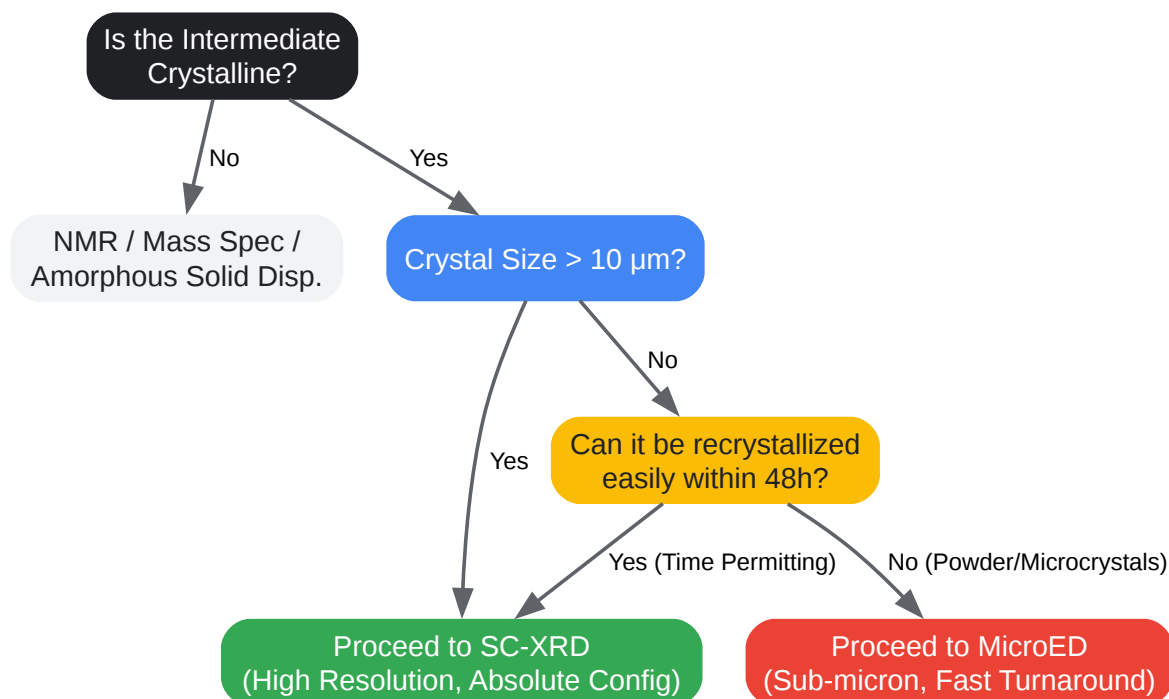 Is the Intermediate
Crystalline?
No
Yes
NMR / Mass Spec /
Amorphous Solid Disp.
Crystal Size > 10 μm?
No
Yes
Can it be recrystallized
easily within 48h?
Yes (Time Permitting)
No (Powder/Microcrystals)
Proceed to SC-XRD
(High Resolution, Absolute Config)
Proceed to MicroED
(Sub-micron, Fast Turnaround)